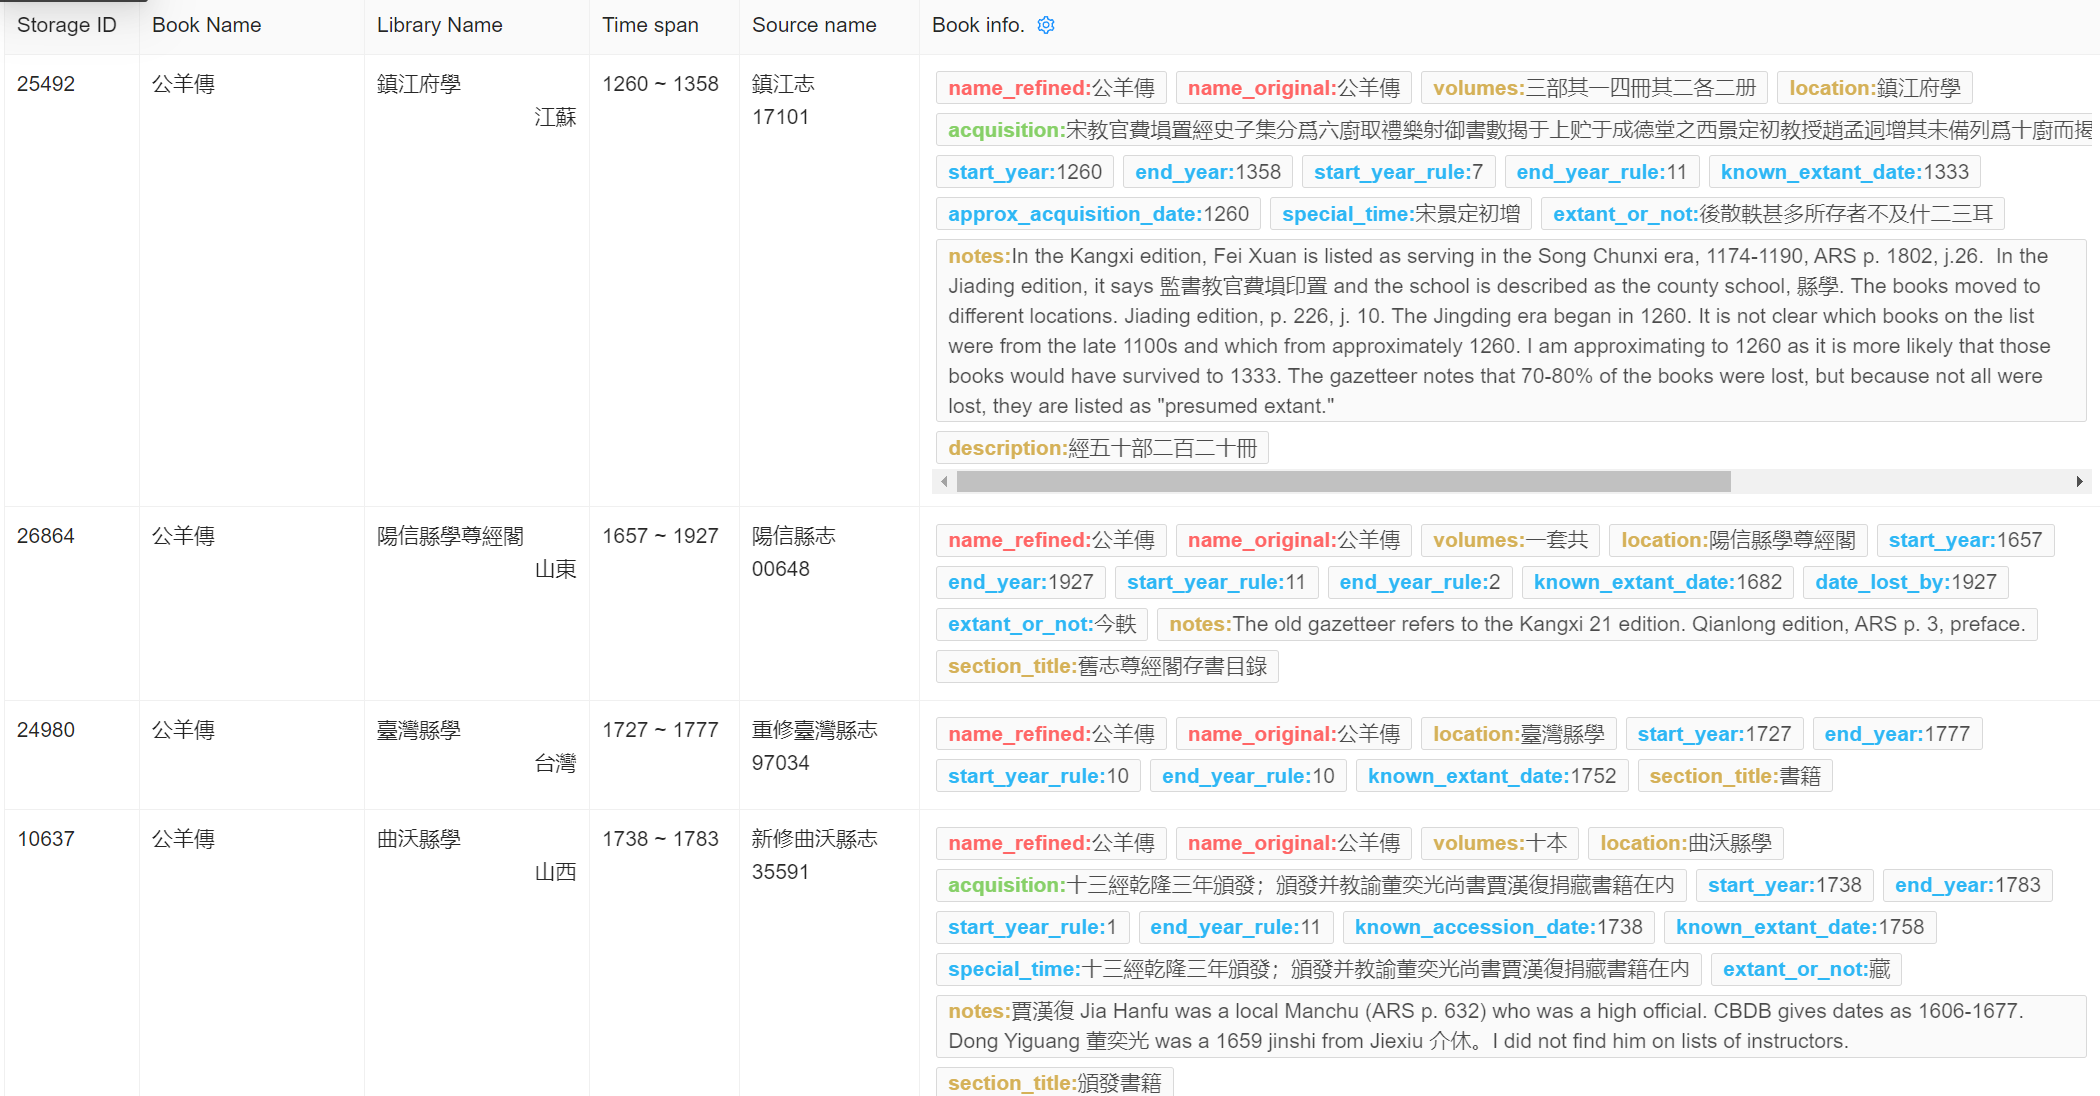 Storage ID Book Name Library Name Time span Source name Book info.
25492 公羊傳 鎮江府學 江蘇 1260 ~ 1358 鎮江志 17101
name_refined:公羊傳 name_original:公羊傳 volumes:三部其一四冊其二各二册 location:鎮江府學
acquisition:宋教官費塤置經史子集分爲六廚取禮樂射御書數揭于上贮于成德堂之西景定初教授趙孟迵增其未備列爲十廚而揭
start_year:1260 end_year:1358 start_year_rule:7 end_year_rule:11 known_extant_date:1333
approx_acquisition_date:1260 special_time:宋景定初增 extant_or_not:後散軼甚多所存者不及什二三耳
notes:In the Kangxi edition, Fei Xuan is listed as serving in the Song Chunxi era, 1174-1190, ARS p. 1802, j.26. In the
Jiading edition, it says 監書教官費塤印置 and the school is described as the county school, 縣學. The books moved to
different locations. Jiading edition, p. 226, j. 10. The Jingding era began in 1260. It is not clear which books on the list
were from the late 1100s and which from approximately 1260. I am approximating to 1260 as it is more likely that those
books would have survived to 1333. The gazetteer notes that 70-80% of the books were lost, but because not all were
lost, they are listed as "presumed extant."
description:經五十部二百二十冊
26864 公羊傳 陽信縣學尊經閣 山東 1657 ~ 1927 陽信縣志 00648
name_refined:公羊傳 name_original:公羊傳 volumes:一套共 location:陽信縣學尊經閣 start_year:1657
end_year:1927 start_year_rule:11 end_year_rule:2 known_extant_date:1682 date_lost_by:1927
extant_or_not:今軼 notes:The old gazetteer refers to the Kangxi 21 edition. Qianlong edition, ARS p. 3, preface.
section_title:舊志尊經閣存書目錄
24980 公羊傳 臺灣縣學 台灣 1727 ~ 1777 重修臺灣縣志 97034
name_refined:公羊傳 name_original:公羊傳 location:臺灣縣學 start_year:1727 end_year:1777
start_year_rule:10 end_year_rule:10 known_extant_date:1752 section_title:書籍
10637 公羊傳 曲沃縣學 山西 1738 ~ 1783 新修曲沃縣志 35591
name_refined:公羊傳 name_original:公羊傳 volumes:十本 location:曲沃縣學
acquisition:十三經乾隆三年頒發；頒發并教諭董奕光尚書賈漢復捐藏書籍在内 start_year:1738 end_year:1783
start_year_rule:1 end_year_rule:11 known_accession_date:1738 known_extant_date:1758
special_time:十三經乾隆三年頒發；頒發并教諭董奕光尚書賈漢復捐藏書籍在内 extant_or_not:藏
notes:賈漢復 Jia Hanfu was a local Manchu (ARS p. 632) who was a high official. CBDB gives dates as 1606-1677.
Dong Yiguang 董奕光 was a 1659 jinshi from Jiexiu 介休。I did not find him on lists of instructors.
section_title:頒發書籍